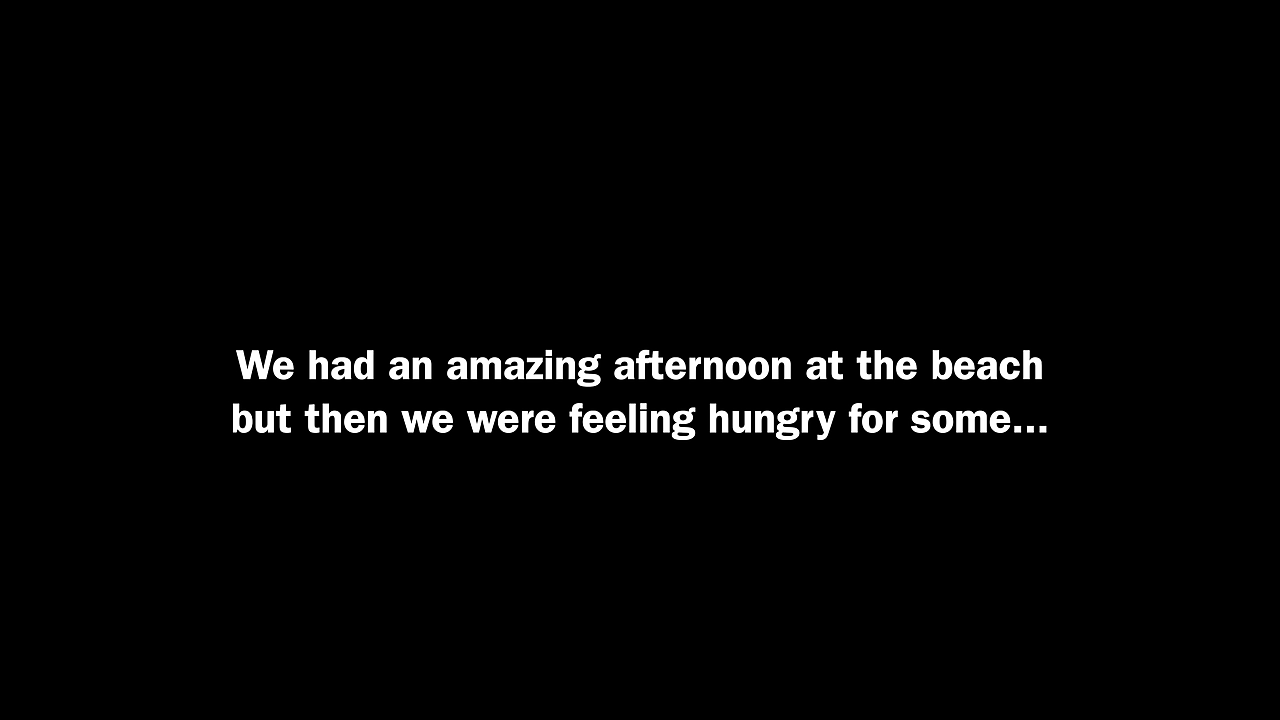 We had an amazing afternoon at the beach
but then we were feeling hungry for some...